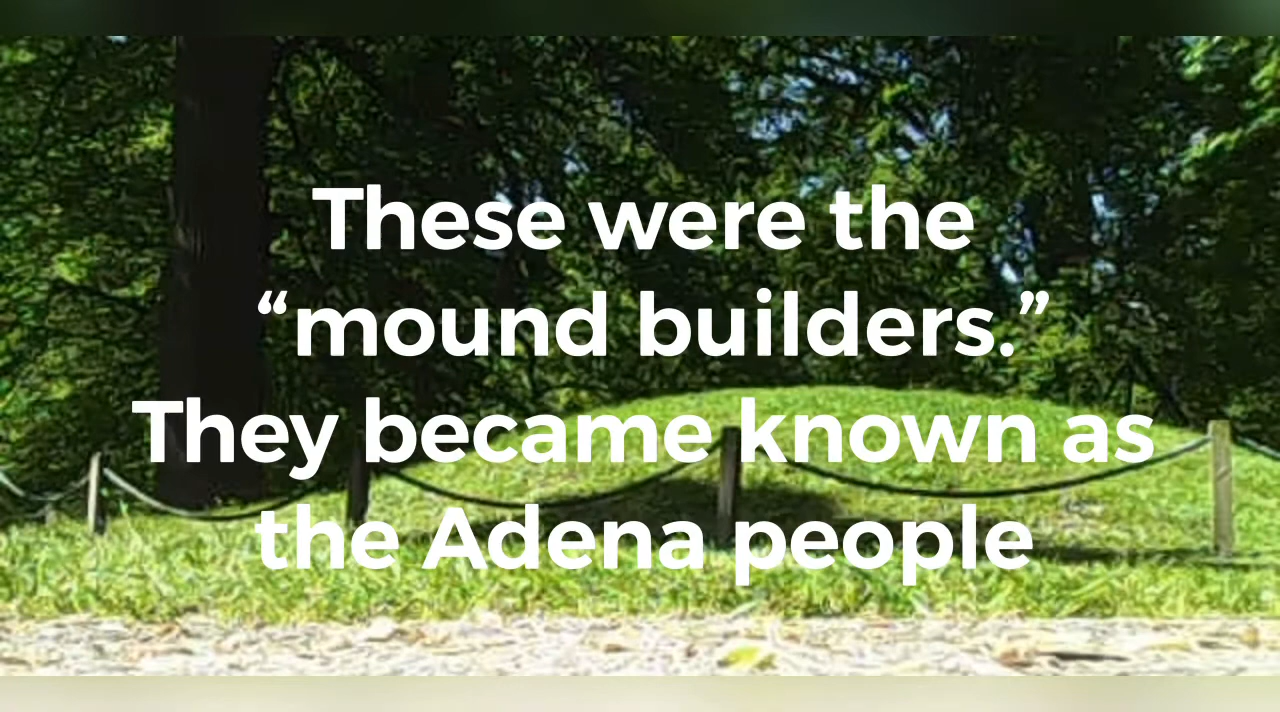 These were the
“mound builders.”
They became known as
the Adena people